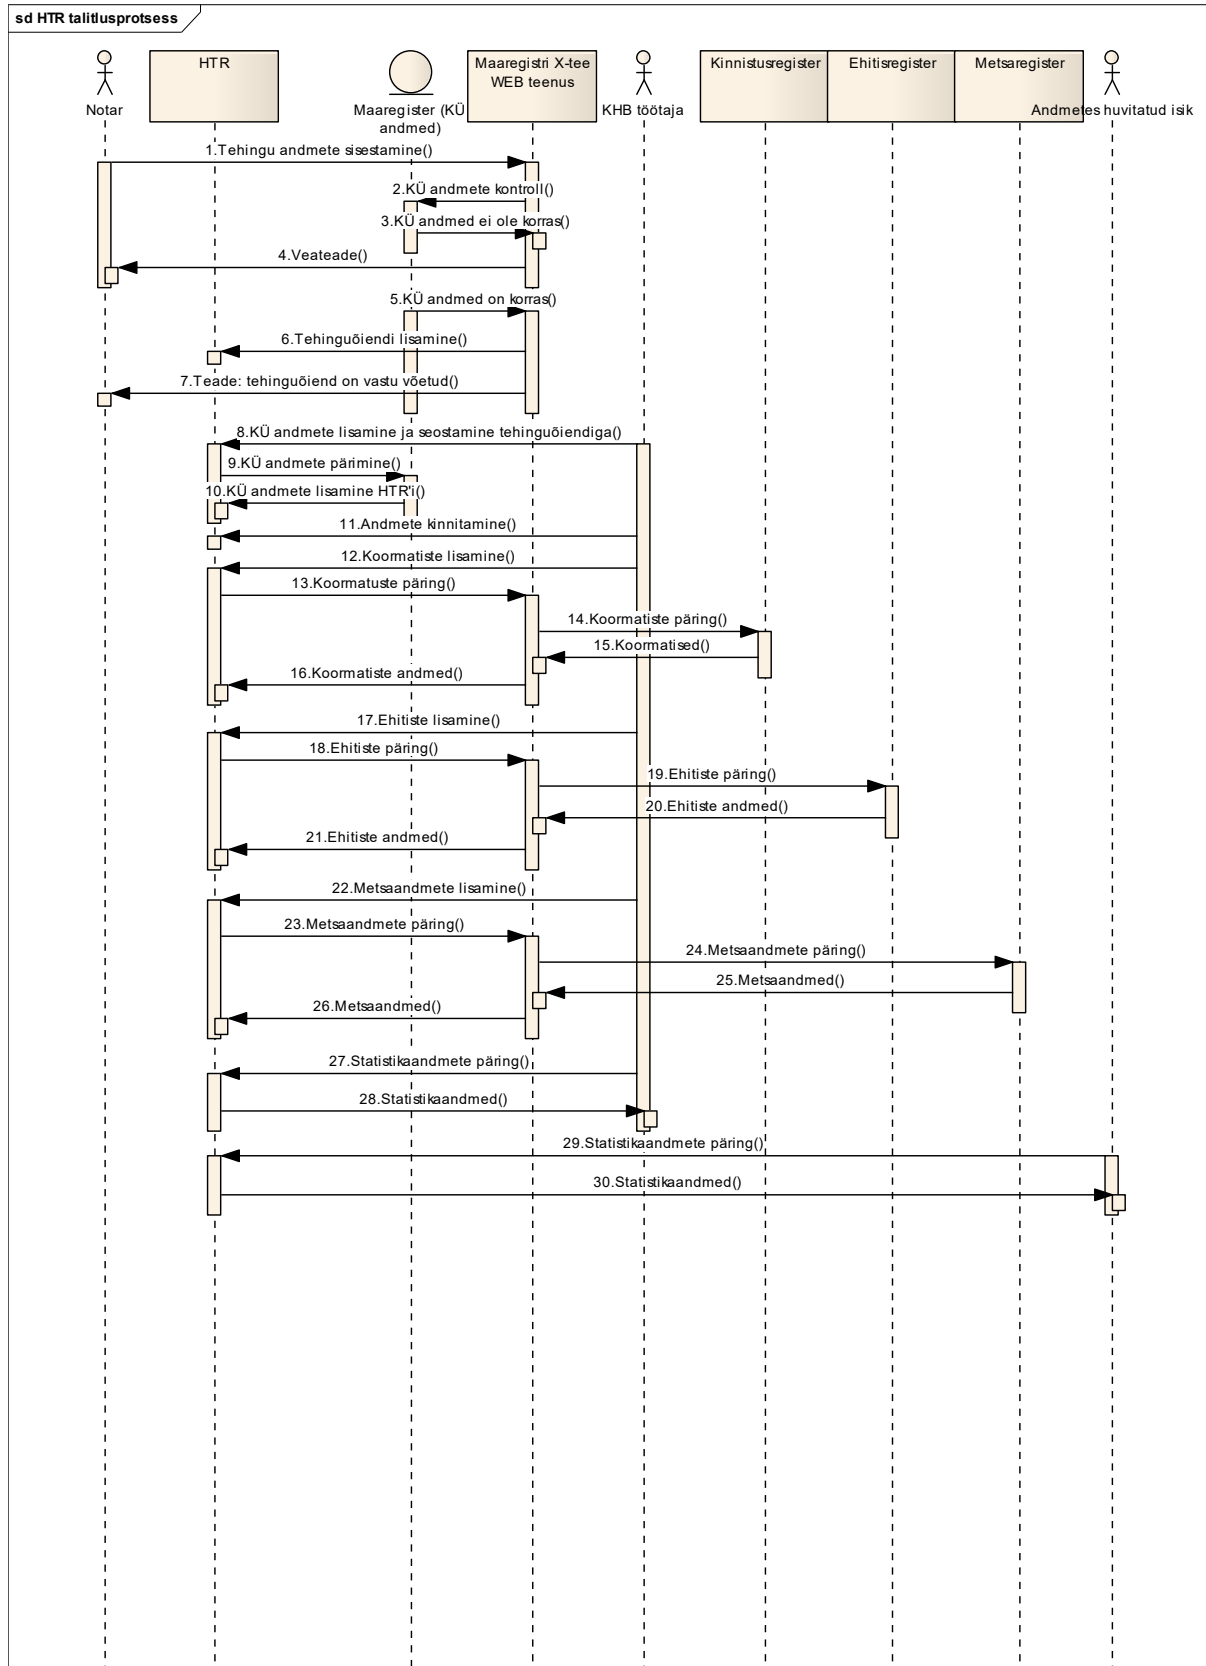 sd HTR talitlusprotsess
Notar
HTR
Maaregister (KÜ
andmed)
Maaregistri X-tee
WEB teenus
KHB töötaja
Kinnistusregister
Ehitisregister
Metsaregister
Andmetes huvitatud isik
1.Tehingu andmete sisestamine()
2.KÜ andmete kontroll()
3.KÜ andmed ei ole korras()
4.Veateade()
5.KÜ andmed on korras()
6.Tehinguõiendi lisamine()
7.Teade: tehinguõiend on vastu võetud()
8.KÜ andmete lisamine ja seostamine tehinguõiendiga()
9.KÜ andmete pärimine()
10.KÜ andmete lisamine HTR'i()
11.Andmete kinnitamine()
12.Koormatiste lisamine()
13.Koormatuste päring()
14.Koormatiste päring()
15.Koormatised()
16.Koormatiste andmed()
17.Ehitiste lisamine()
18.Ehitiste päring()
19.Ehitiste päring()
20.Ehitiste andmed()
21.Ehitiste andmed()
22.Metsaandmete lisamine()
23.Metsaandmete päring()
24.Metsaandmete päring()
25.Metsaandmed()
26.Metsaandmed()
27.Statistikaandmete päring()
28.Statistikaandmed()
29.Statistikaandmete päring()
30.Statistikaandmed()